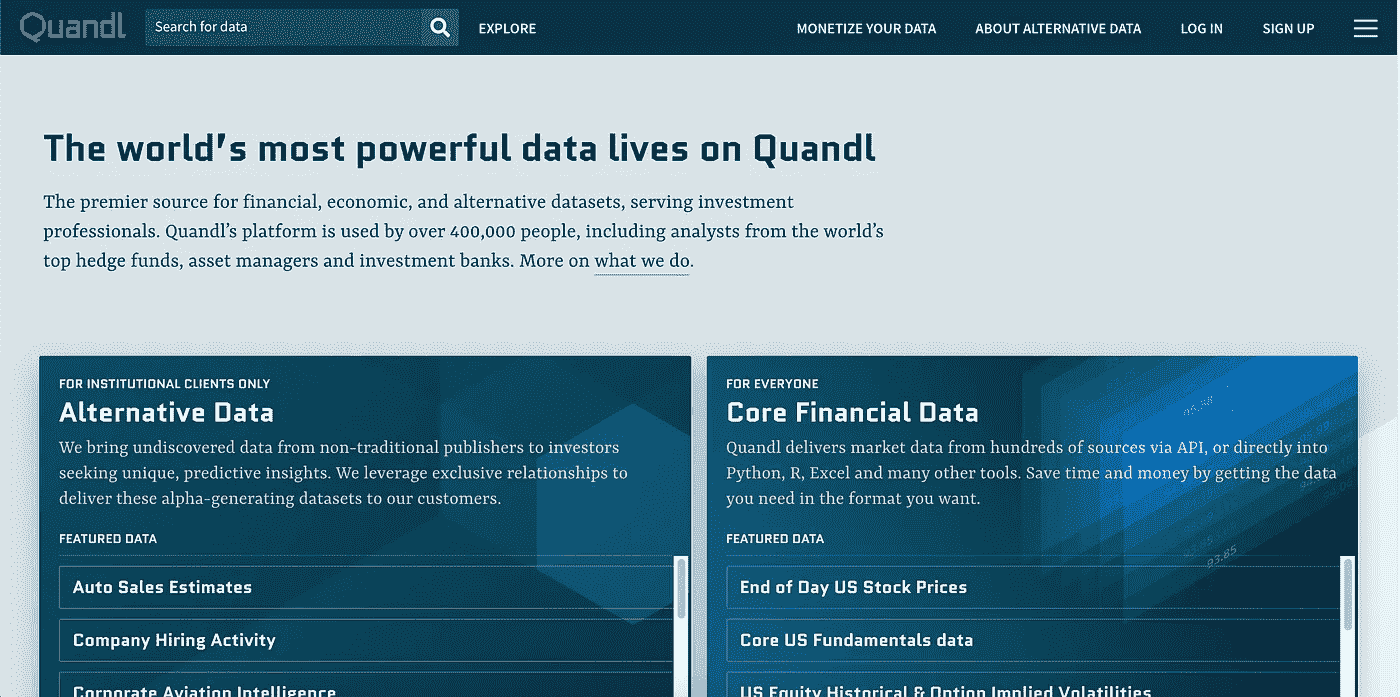 Quandl
Search for data
EXPLORE
MONETIZE YOUR DATA
ABOUT ALTERNATIVE DATA
LOG IN
SIGN UP
The world's most powerful data lives on Quandl
The premier source for financial, economic, and alternative datasets, serving investment
professionals. Quandl's platform is used by over 400,000 people, including analysts from the world's
top hedge funds, asset managers and investment banks. More on what we do.
FOR INSTITUTIONAL CLIENTS ONLY
Alternative Data
We bring undiscovered data from non-traditional publishers to investors
seeking unique, predictive insights. We leverage exclusive relationships to
deliver these alpha-generating datasets to our customers.
FEATURED DATA
Auto Sales Estimates
Company Hiring Activity
Corporate Aviation Intelligence
FOR EVERYONE
Core Financial Data
Quandl delivers market data from hundreds of sources via API, or directly into
Python, R, Excel and many other tools. Save time and money by getting the data
you need in the format you want.
FEATURED DATA
End of Day US Stock Prices
Core US Fundamentals data
US Equity Historical & Option Implied Volatilities
93.85